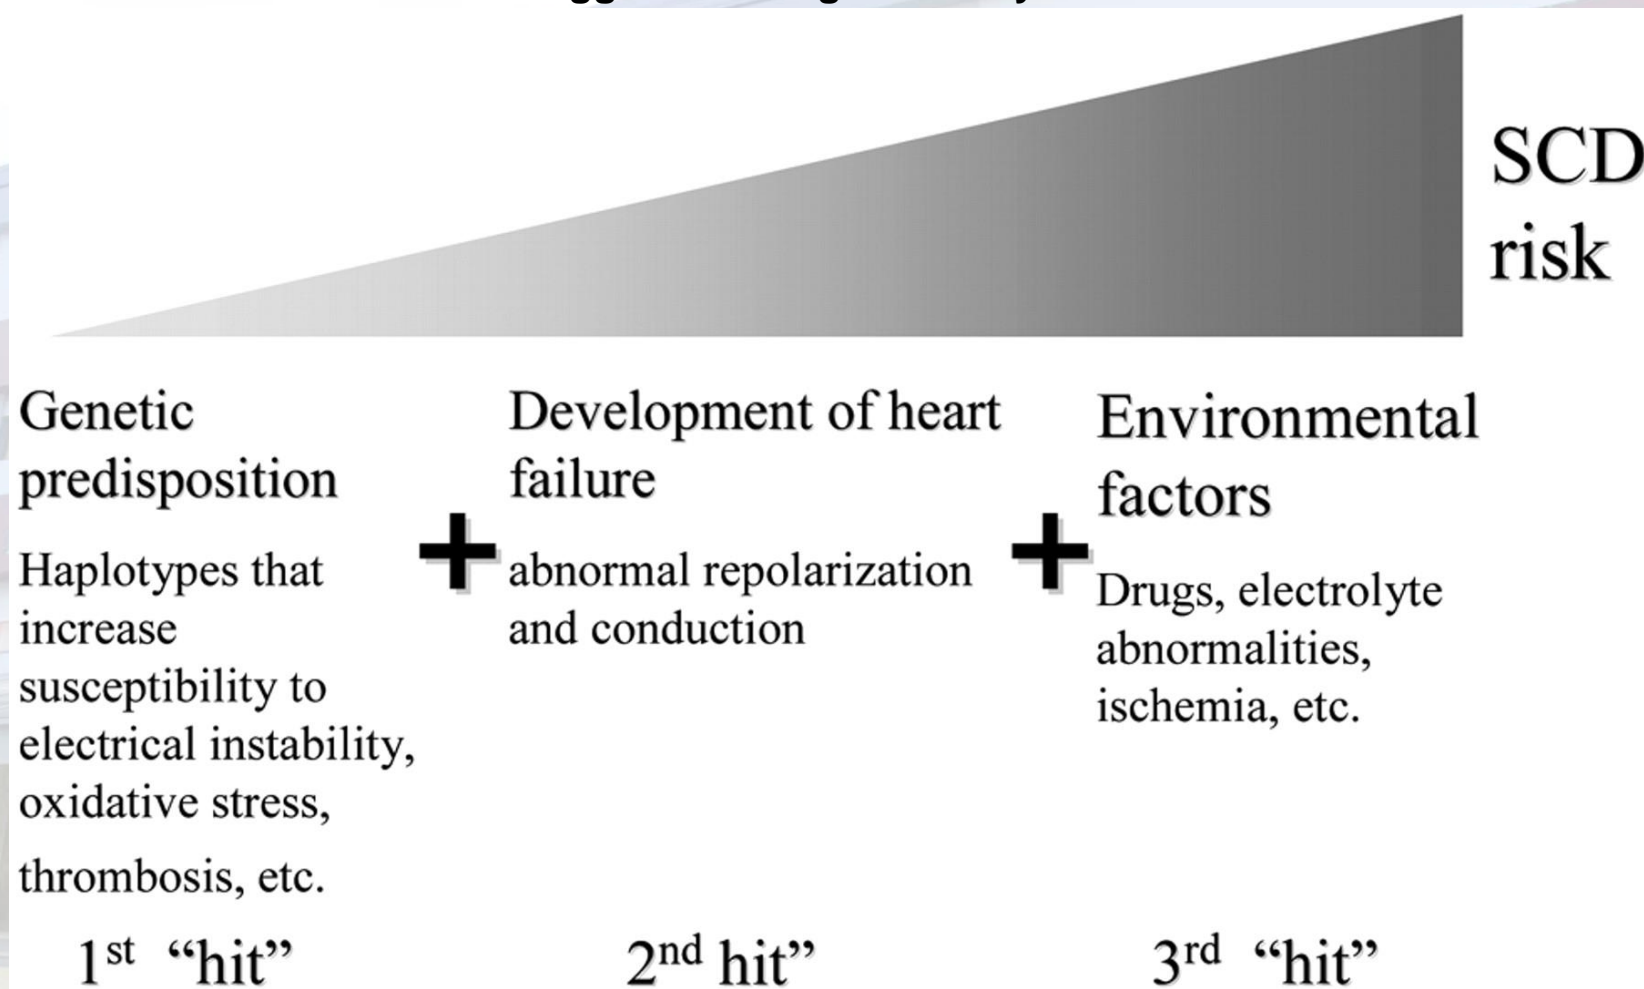 SCD
risk
Genetic
predisposition
Haplotypes that
increase
susceptibility to
electrical instability,
oxidative stress,
thrombosis, etc.
1st “hit”
+
Development of heart
failure
abnormal repolarization
and conduction
2nd hit”
+
Environmental
factors
Drugs, electrolyte
abnormalities,
ischemia, etc.
3rd “hit”